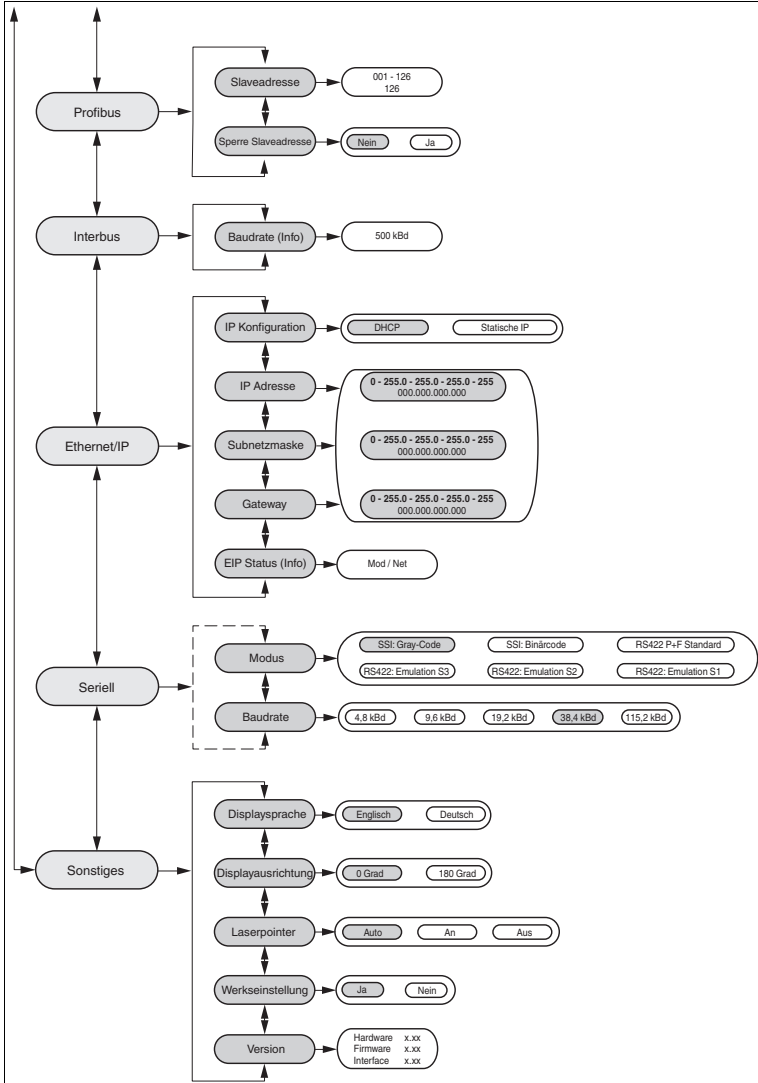 Profibus
Slaveadresse
001 - 126
126
Sperre Slaveadresse
Nein
Ja
Interbus
Baudrate (Info)
500 kBd
Ethernet/IP
IP Konfiguration
DHCP
Statische IP
IP Adresse
0 - 255.0 - 255.0 - 255.0 - 255
000.000.000.000
Subnetzmaske
0 - 255.0 - 255.0 - 255.0 - 255
000.000.000.000
Gateway
0 - 255.0 - 255.0 - 255.0 - 255
000.000.000.000
EIP Status (Info)
Mod / Net
Seriell
Modus
SSI: Gray-Code
SSI: Binärcode
RS422 P+F Standard
RS422: Emulation S3
RS422: Emulation S2
RS422: Emulation S1
Baudrate
4,8 kBd
9,6 kBd
19,2 kBd
38,4 kBd
115,2 kBd
Sonstiges
Displaysprache
Englisch
Deutsch
Displayausrichtung
0 Grad
180 Grad
Laserpointer
Auto
An
Aus
Werkseinstellung
Ja
Nein
Version
Hardware x.xx
Firmware x.xx
Interface x.xx